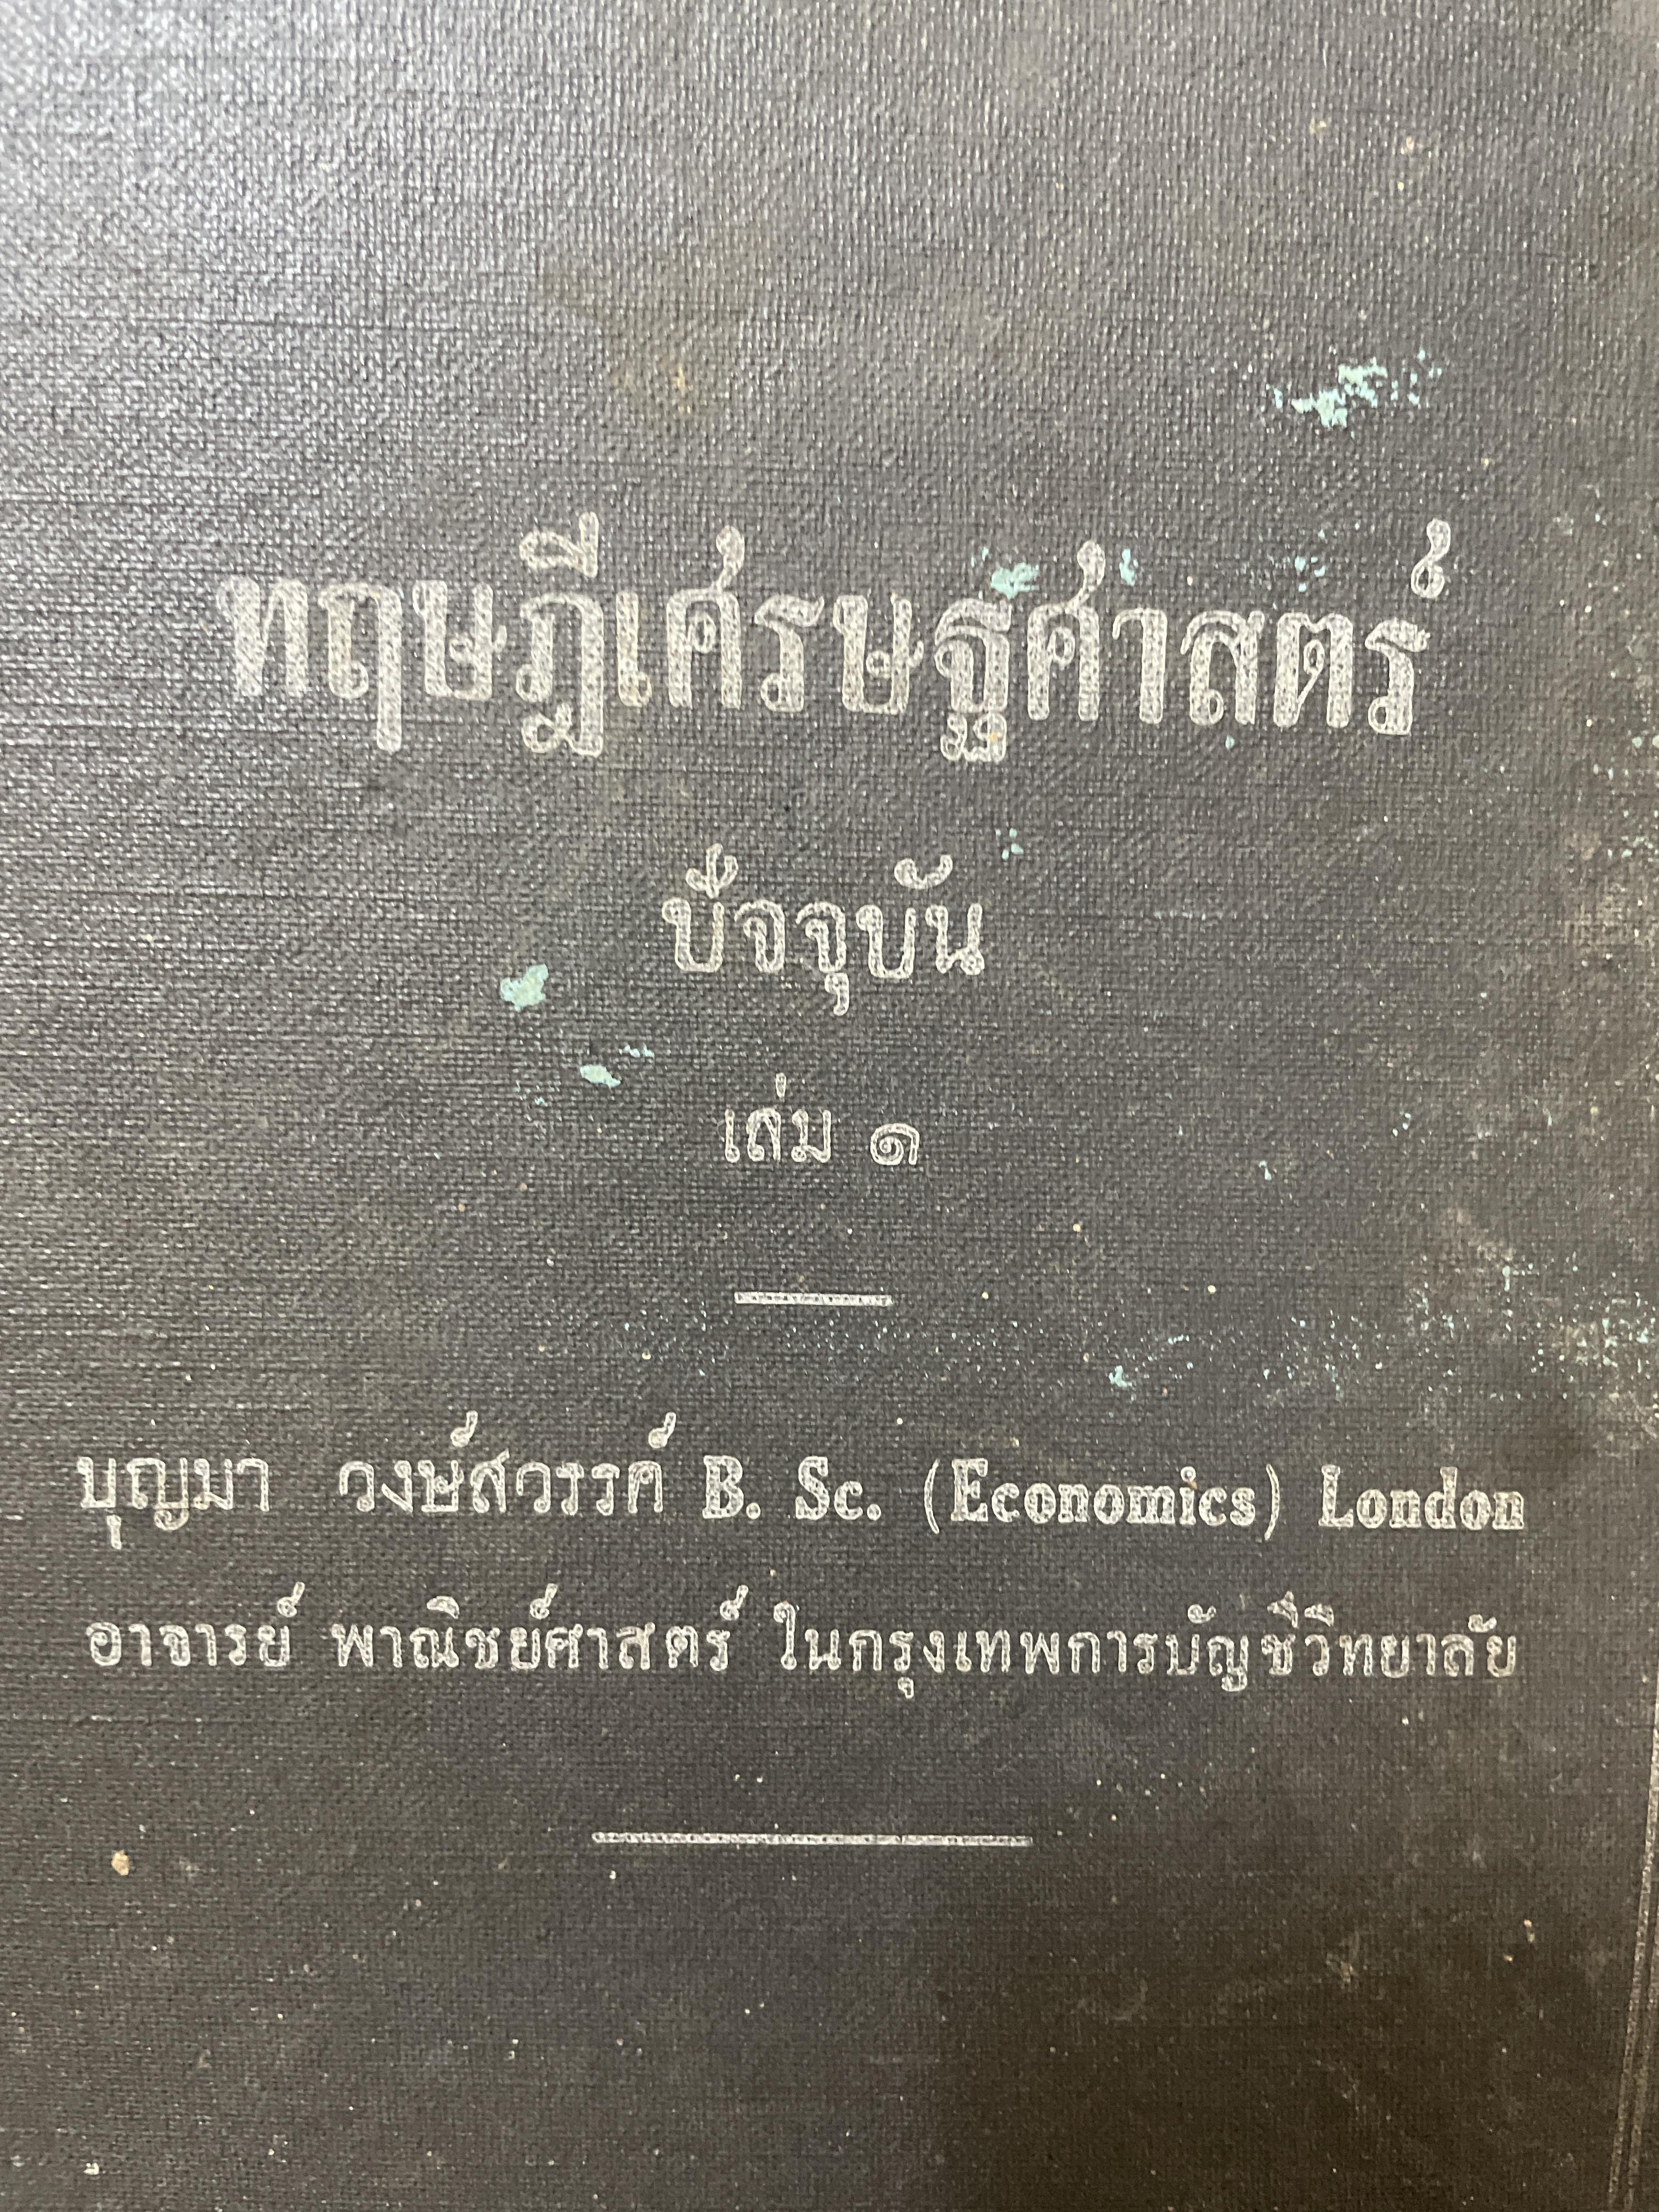 ทฤษฎีเศรษฐศาสตร์
ปัจจุบัน
เล่ม ๑
บุญมา วงษ์สวรรค์ B. Sc. (Economics) London
อาจารย์ พาณิชย์ศาสตร์ ในกรุงเทพการบัญชีวิทยาลัย